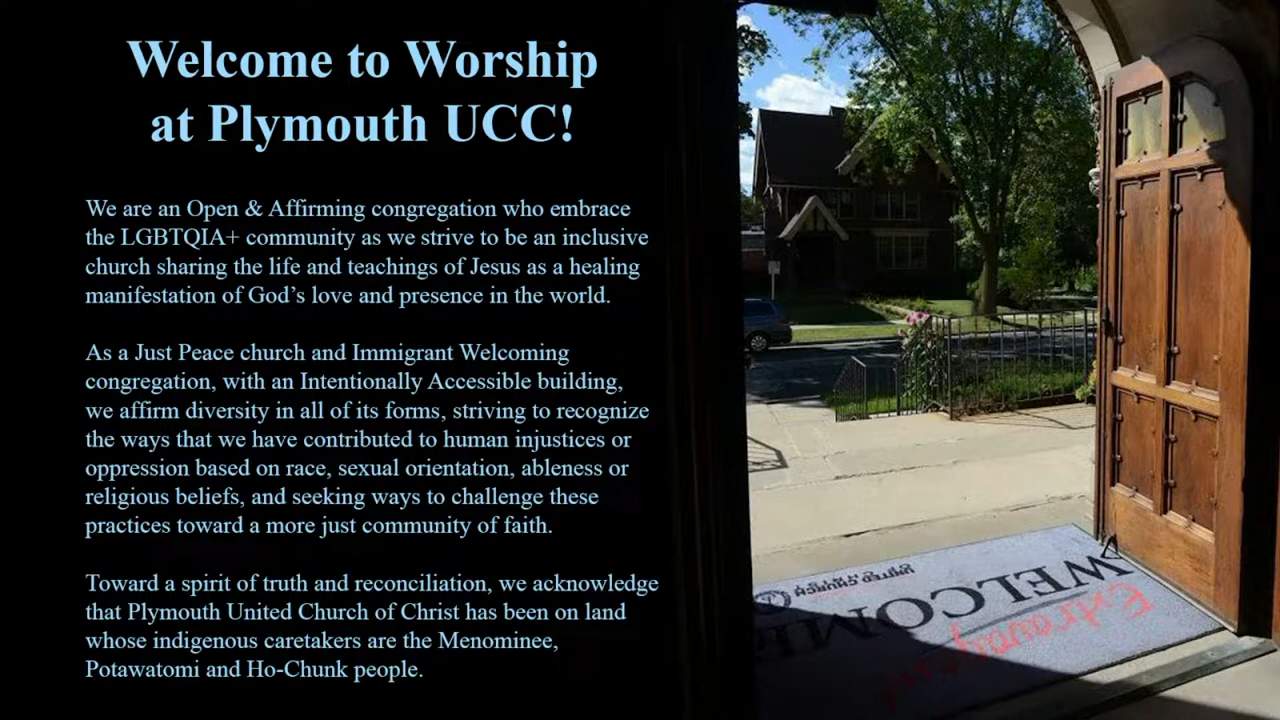 Welcome to Worship
at Plymouth UCC!
We are an Open & Affirming congregation who embrace
the LGBTQIA+ community as we strive to be an inclusive
church sharing the life and teachings of Jesus as a healing
manifestation of God’s love and presence in the world.
As a Just Peace church and Immigrant Welcoming
congregation, with an Intentionally Accessible building,
we affirm diversity in all of its forms, striving to recognize
the ways that we have contributed to human injustices or
oppression based on race, sexual orientation, ableness or
religious beliefs, and seeking ways to challenge these
practices toward a more just community of faith.
Toward a spirit of truth and reconciliation, we acknowledge
that Plymouth United Church of Christ has been on land
whose indigenous caretakers are the Menominee,
Potawatomi and Ho-Chunk people.
UNITED CHURCH
WELCOME